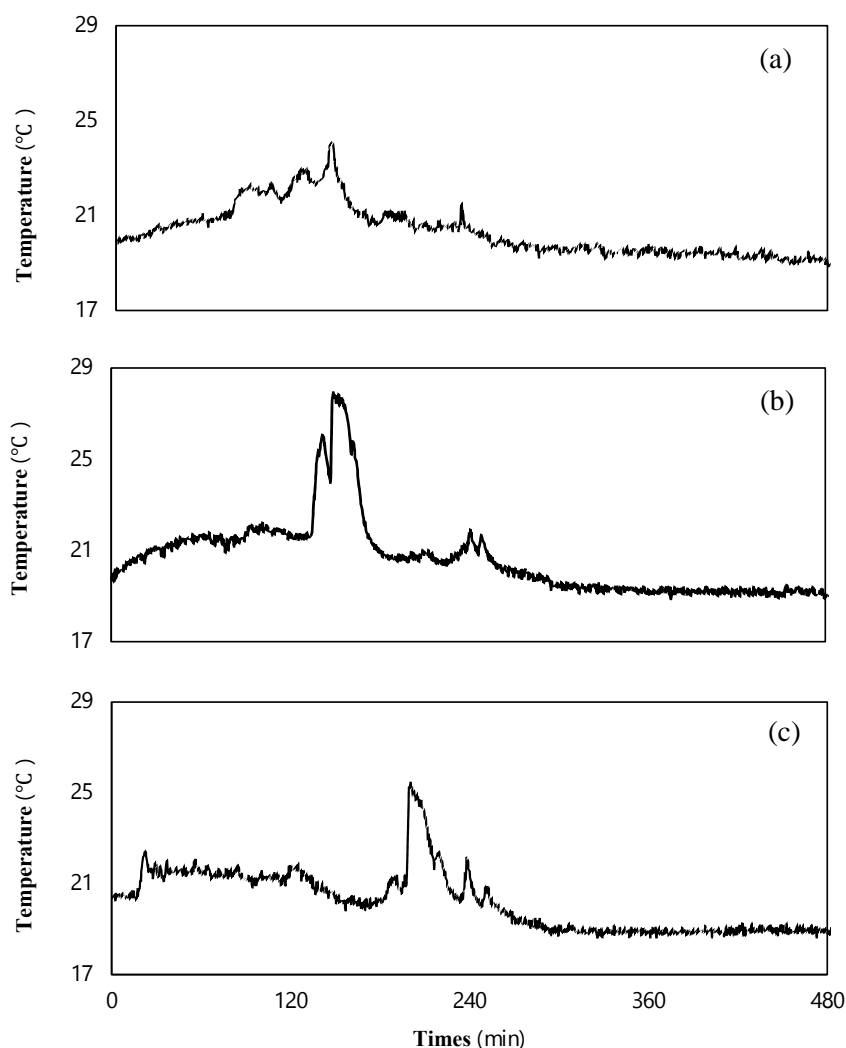 29
(a)
25
Temperature (℃ )
21
17
29
(b)
25
Temperature (℃ )
21
17
29
(c)
25
Temperature (℃ )
21
17
0 120 240 360 480
Times (min)